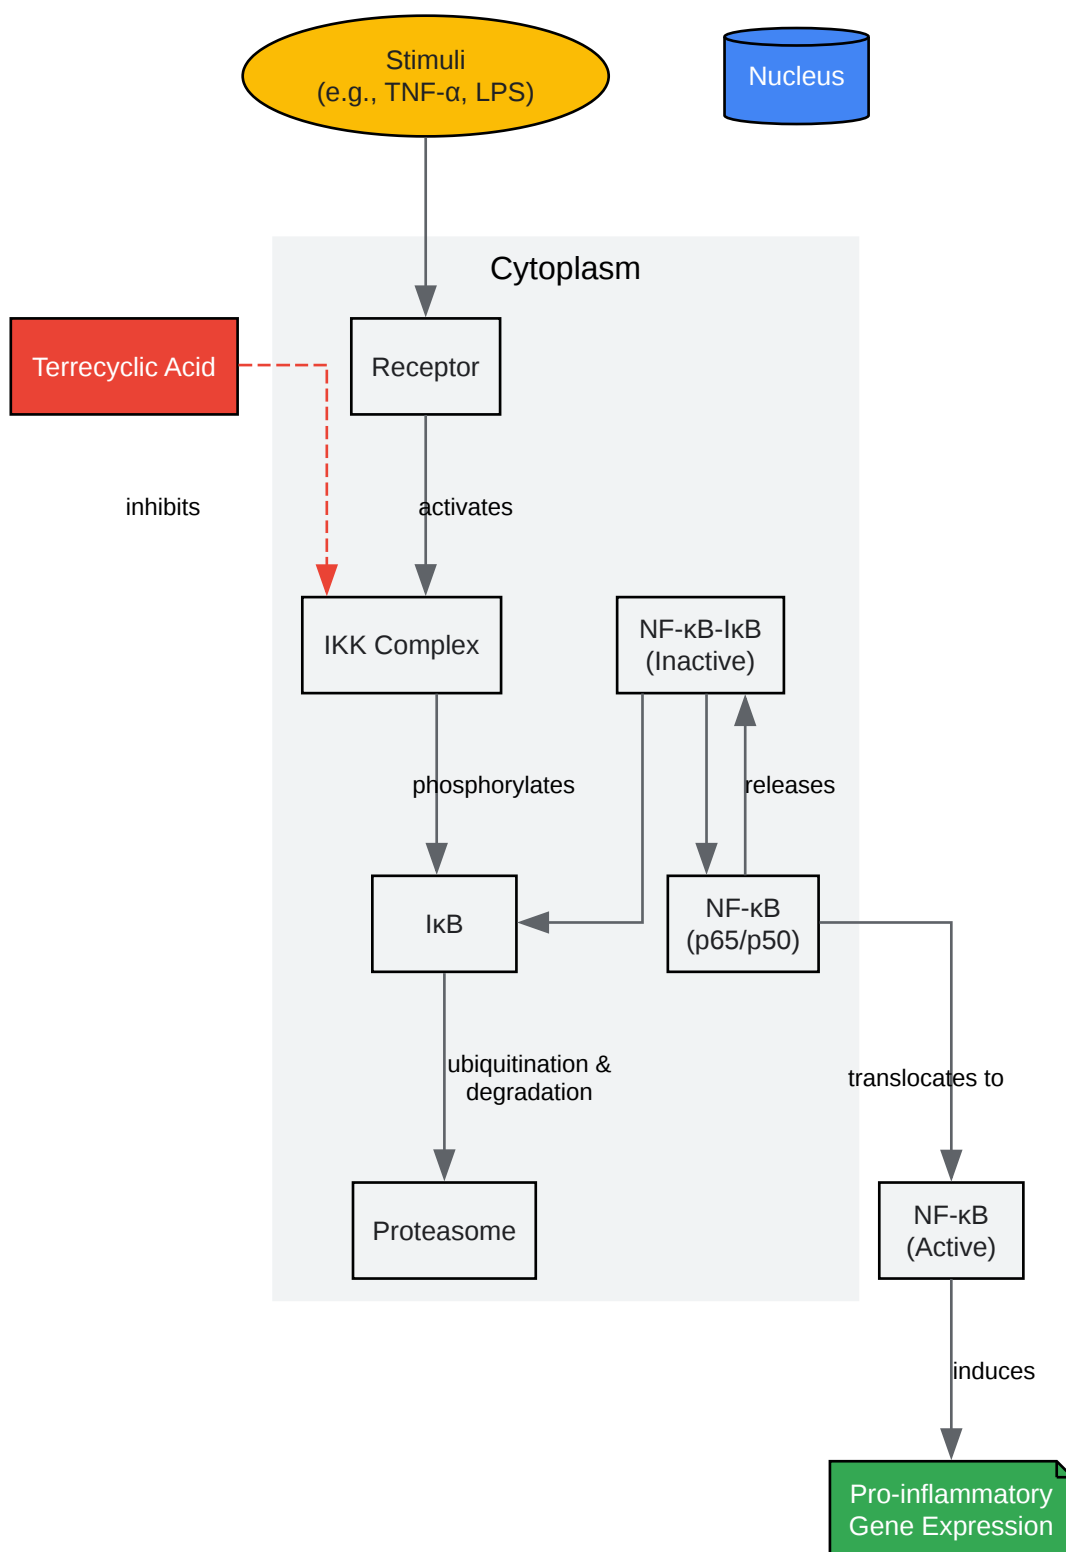 Stimuli
(e.g., TNF-α, LPS)
Nucleus
Cytoplasm
Terrecyclic Acid
Receptor
inhibits
activates
IKK Complex
NF-κB-IκB
(Inactive)
phosphorylates
releases
IκB
NF-κB
(p65/p50)
ubiquitination &
degradation
translocates to
Proteasome
NF-κB
(Active)
induces
Pro-inflammatory
Gene Expression